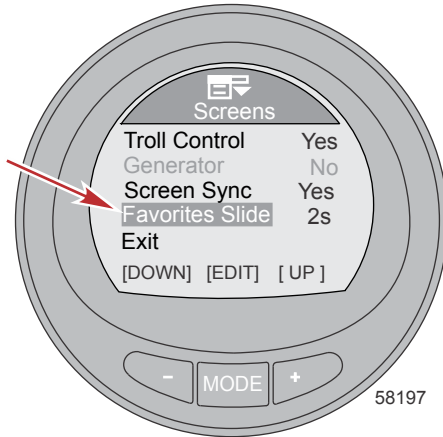 Screens
Troll Control Yes
Generator No
Screen Sync Yes
Favorites Slide 2s
Exit
[DOWN] [EDIT] [ UP ]
- MODE +
58197